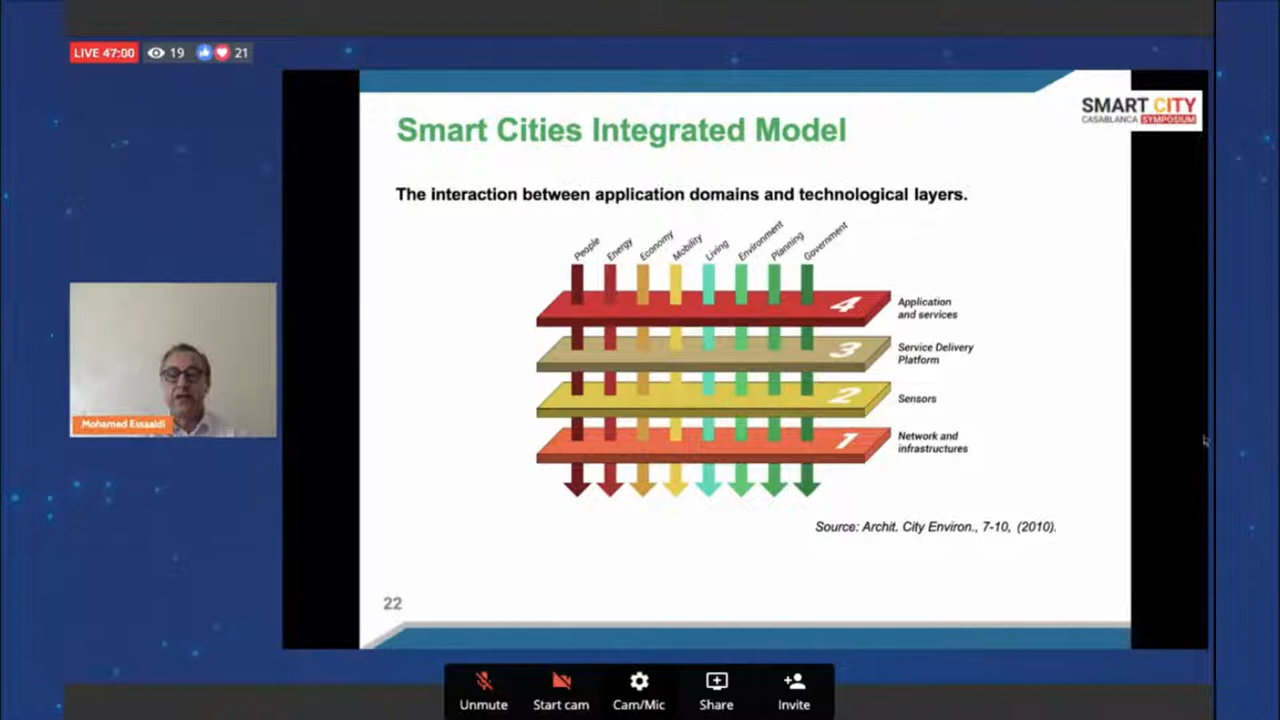 LIVE 47:00 19 21
SMART CITY
CASABLANCA SYMPOSIUM
Smart Cities Integrated Model
The interaction between application domains and technological layers.
People
Energy
Economy
Mobility
Living
Environment
Planning
Government
4
Application
and services
3
Service Delivery
Platform
2
Sensors
1
Network and
infrastructures
Mohamed Essaaidi
Source: Archit. City Environ., 7-10, (2010).
22
Unmute
Start cam
Cam/Mic
Share
Invite